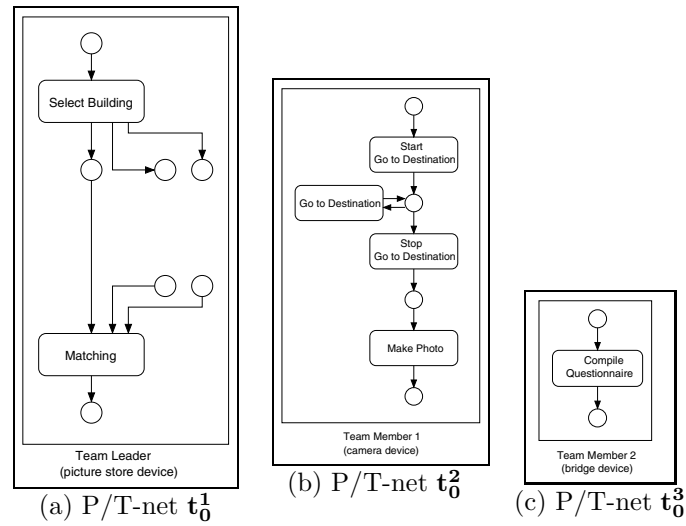 Select Building
Matching
Team Leader
(picture store device)
(a) P/T-net t₀¹
Start
Go to Destination
Go to Destination
Stop
Go to Destination
Make Photo
Team Member 1
(camera device)
(b) P/T-net t₀²
Compile
Questionnaire
Team Member 2
(bridge device)
(c) P/T-net t₀³